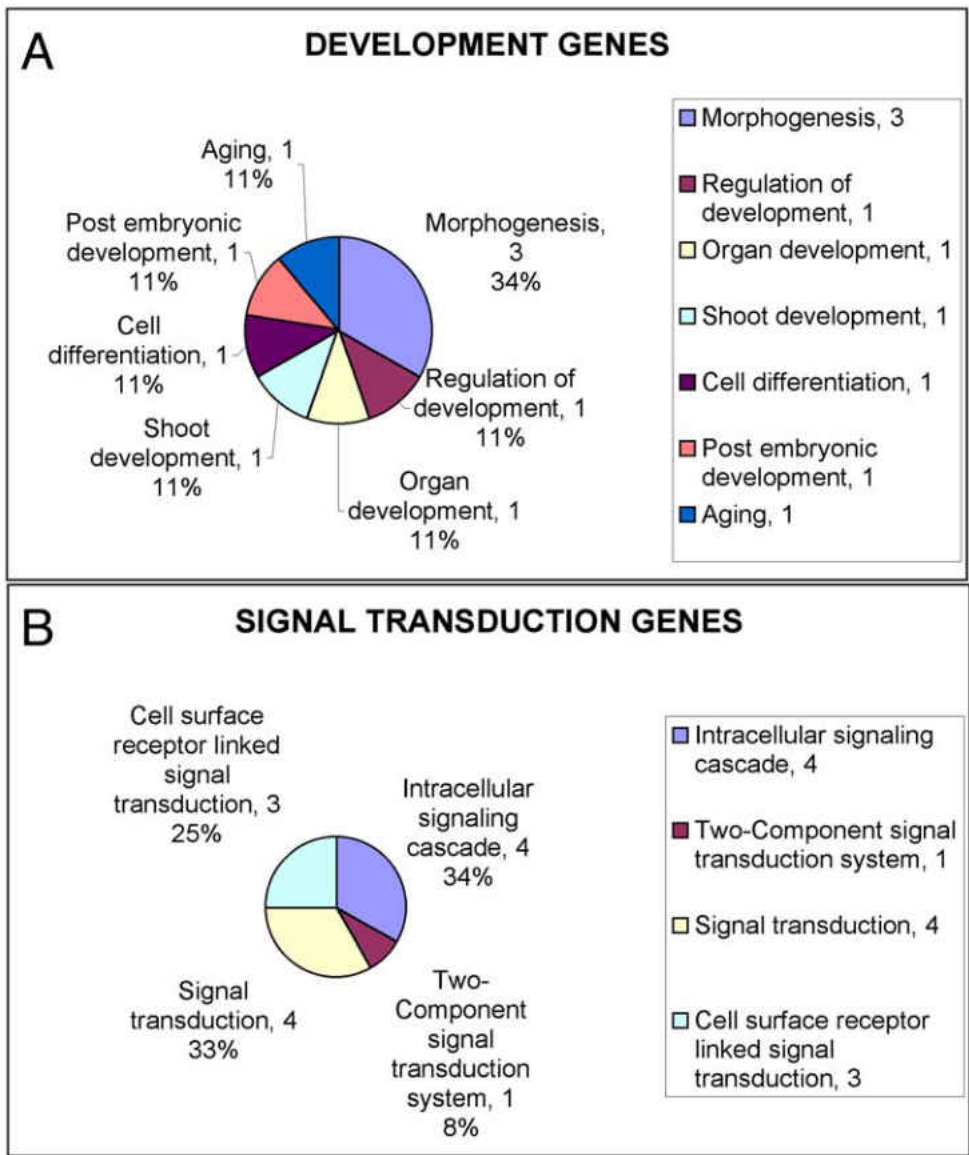 A
DEVELOPMENT GENES
Aging, 1
11%
Post embryonic
development, 1
11%
Cell
differentiation, 1
11%
Shoot
development, 1
11%
Organ
development, 1
11%
Regulation of
development, 1
11%
Morphogenesis,
3
34%
Morphogenesis, 3
Regulation of
development, 1
Organ development, 1
Shoot development, 1
Cell differentiation, 1
Post embryonic
development, 1
Aging, 1
B
SIGNAL TRANSDUCTION GENES
Cell surface
receptor linked
signal
transduction, 3
25%
Intracellular
signaling
cascade, 4
34%
Signal
transduction, 4
33%
Two-
Component
signal
transduction
system, 1
8%
Intracellular signaling
cascade, 4
Two-Component signal
transduction system, 1
Signal transduction, 4
Cell surface receptor
linked signal
transduction, 3